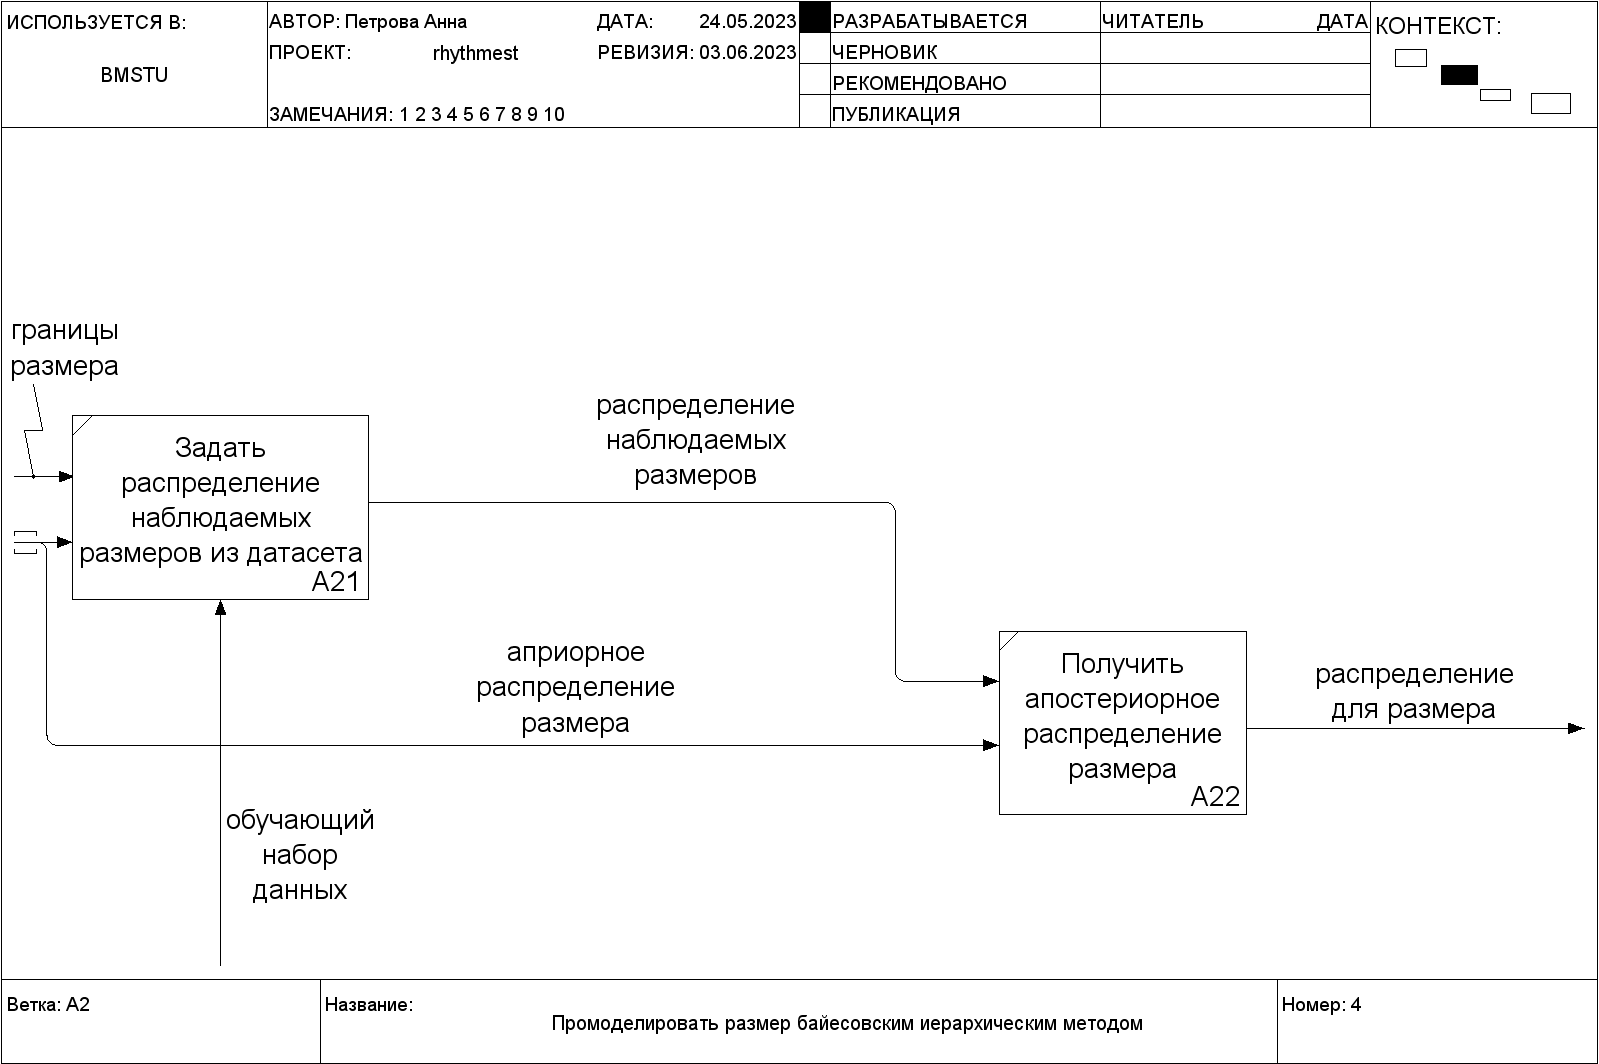 ИСПОЛЬЗУЕТСЯ В:
BMSTU
АВТОР: Петрова Анна
ДАТА: 24.05.2023
ПРОЕКТ: rhythmest
РЕВИЗИЯ: 03.06.2023
ЗАМЕЧАНИЯ: 1 2 3 4 5 6 7 8 9 10
РАЗРАБАТЫВАЕТСЯ
ЧЕРНОВИК
РЕКОМЕНДОВАНО
ПУБЛИКАЦИЯ
ЧИТАТЕЛЬ ДАТА
КОНТЕКСТ:
границы
размера
Задать
распределение
наблюдаемых
размеров из датасета
A21
распределение
наблюдаемых
размеров
априорное
распределение
размера
Получить
апостериорное
распределение
размера
A22
распределение
для размера
обучающий
набор
данных
Ветка: A2
Название:
Промоделировать размер байесовским иерархическим методом
Номер: 4